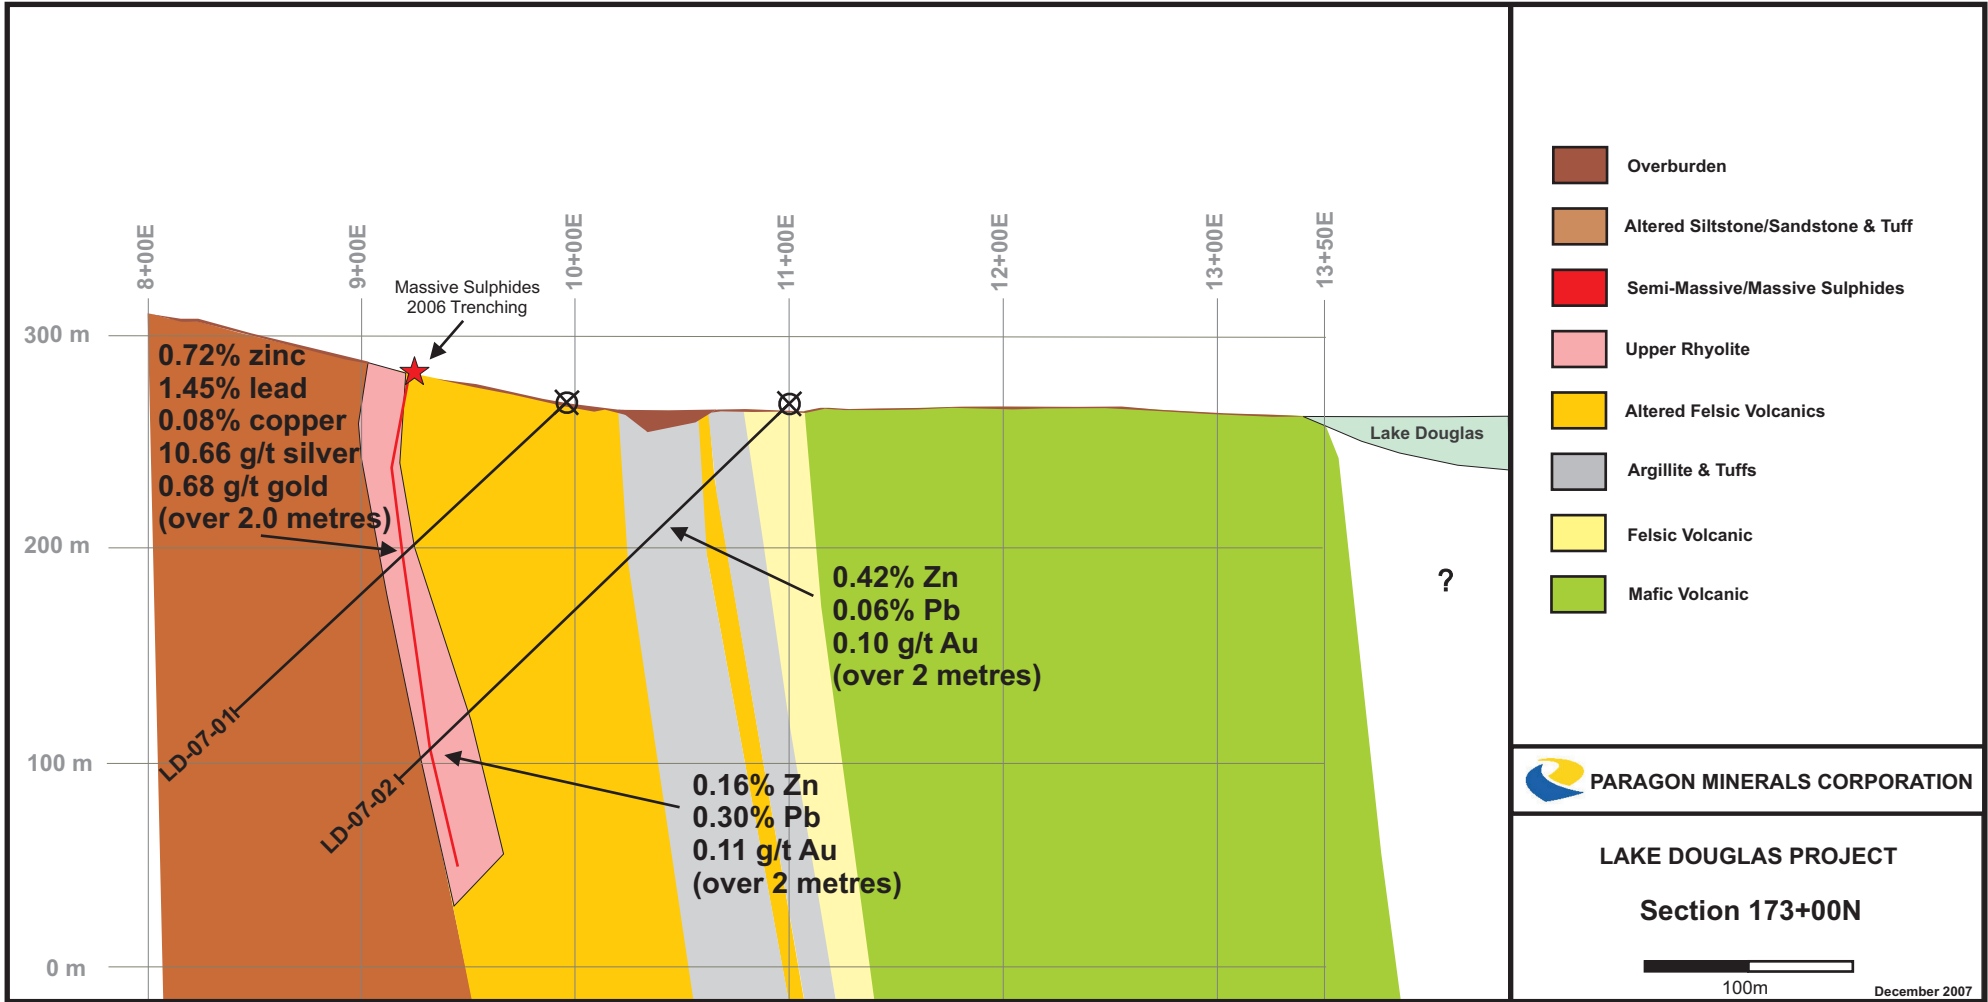 8+00E
9+00E
10+00E
11+00E
12+00E
13+00E
13+50E
Massive Sulphides
2006 Trenching
300 m
200 m
100 m
0 m
0.72% zinc
1.45% lead
0.08% copper
10.66 g/t silver
0.68 g/t gold
(over 2.0 metres)
0.42% Zn
0.06% Pb
0.10 g/t Au
(over 2 metres)
0.16% Zn
0.30% Pb
0.11 g/t Au
(over 2 metres)
LD-07-01
LD-07-02
Lake Douglas
?
Overburden
Altered Siltstone/Sandstone & Tuff
Semi-Massive/Massive Sulphides
Upper Rhyolite
Altered Felsic Volcanics
Argillite & Tuffs
Felsic Volcanic
Mafic Volcanic
PARAGON MINERALS CORPORATION
LAKE DOUGLAS PROJECT
Section 173+00N
100m
December 2007